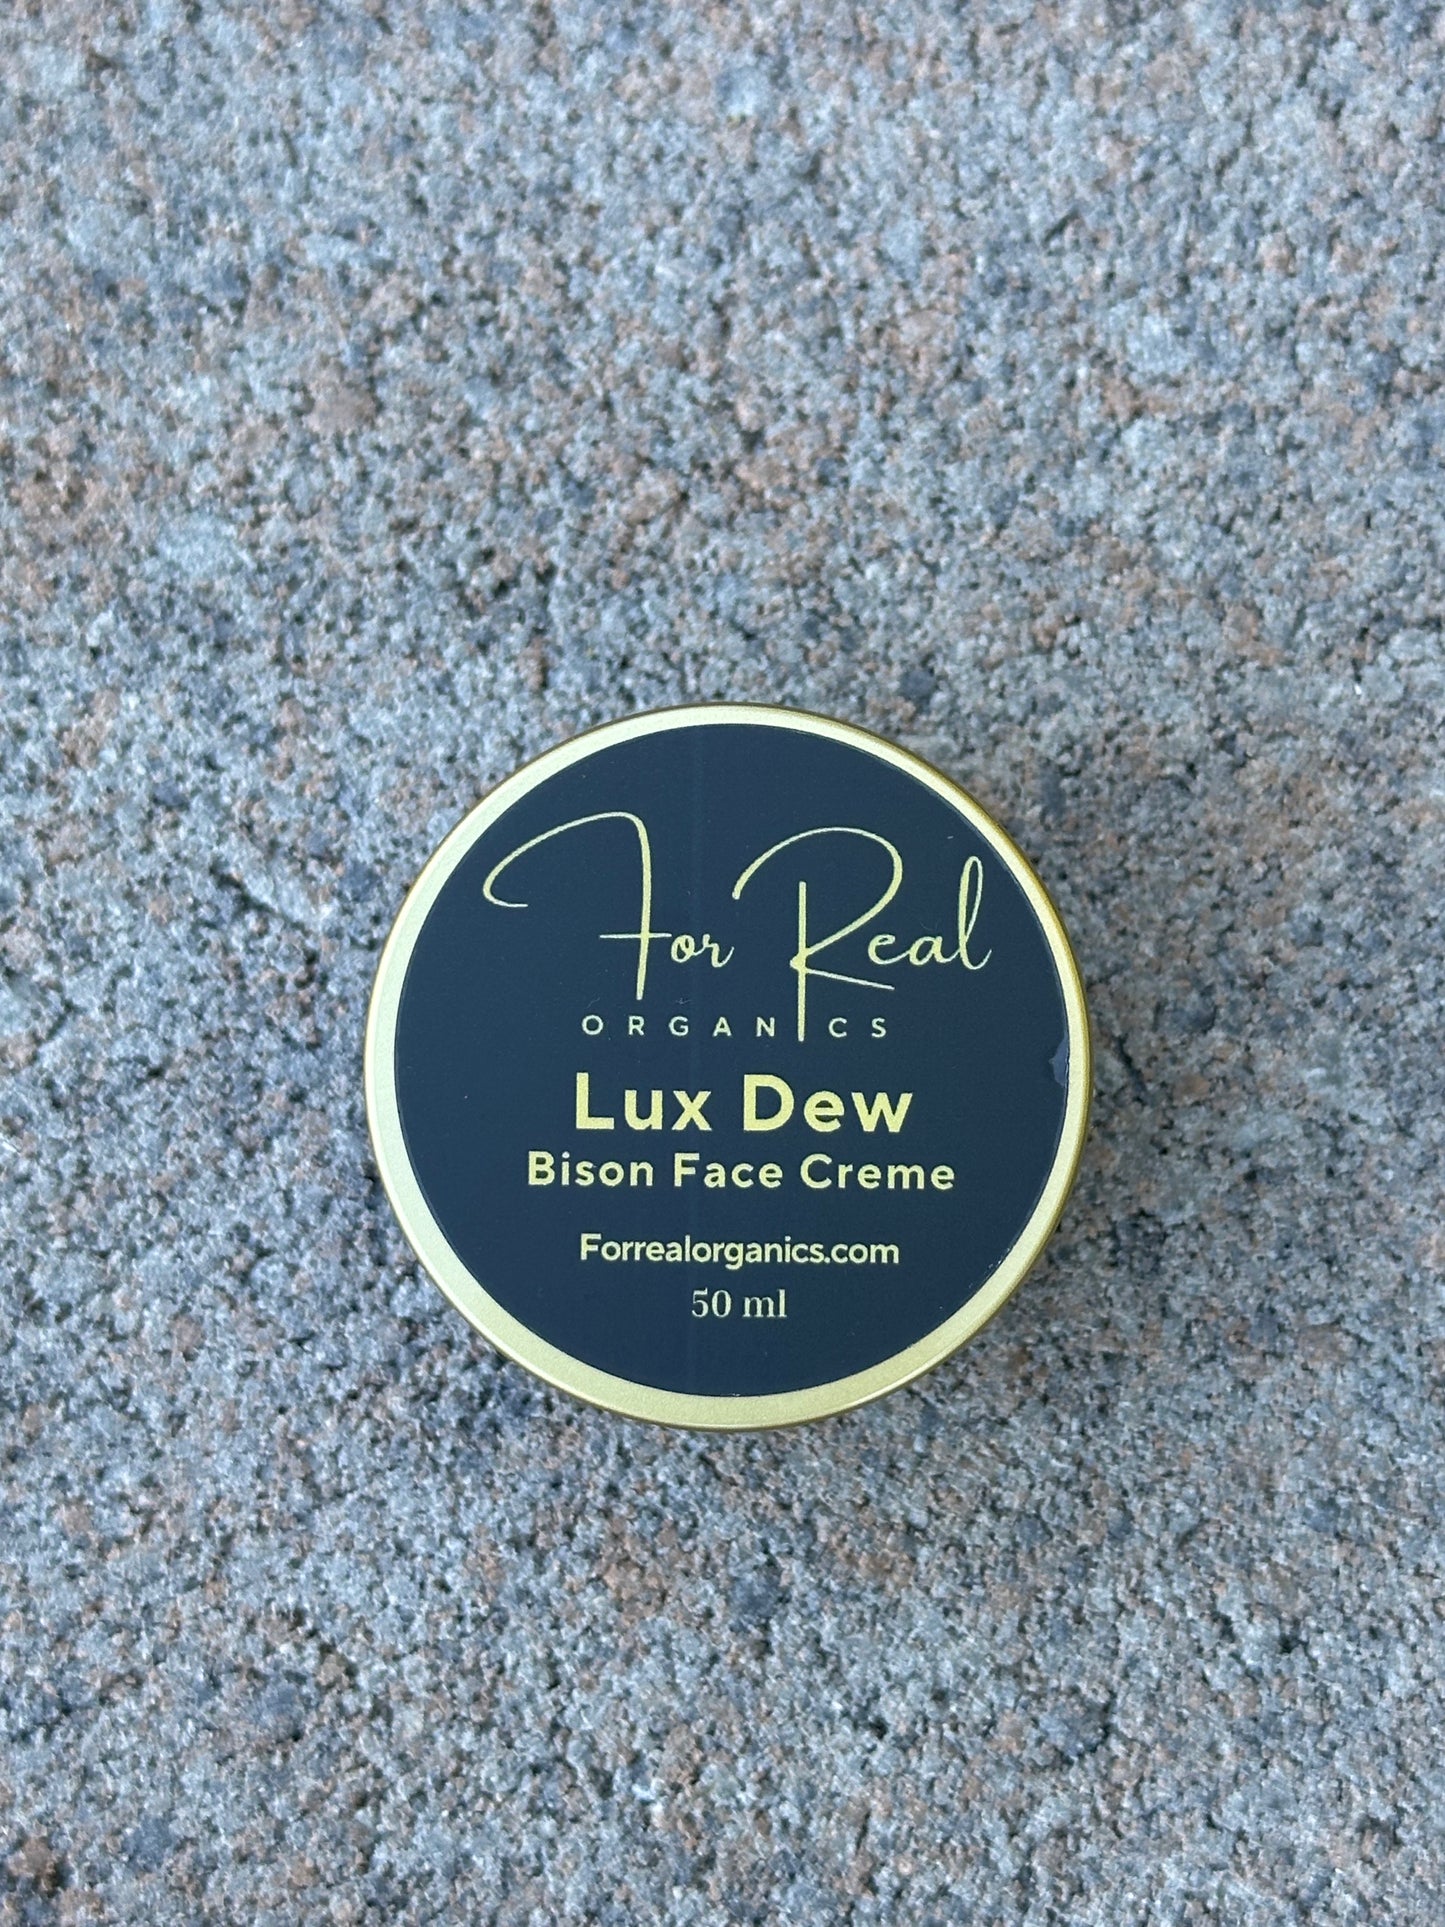 For Real
ORGANICS
Lux Dew
Bison Face Creme
Forrealorganics.com
50 ml